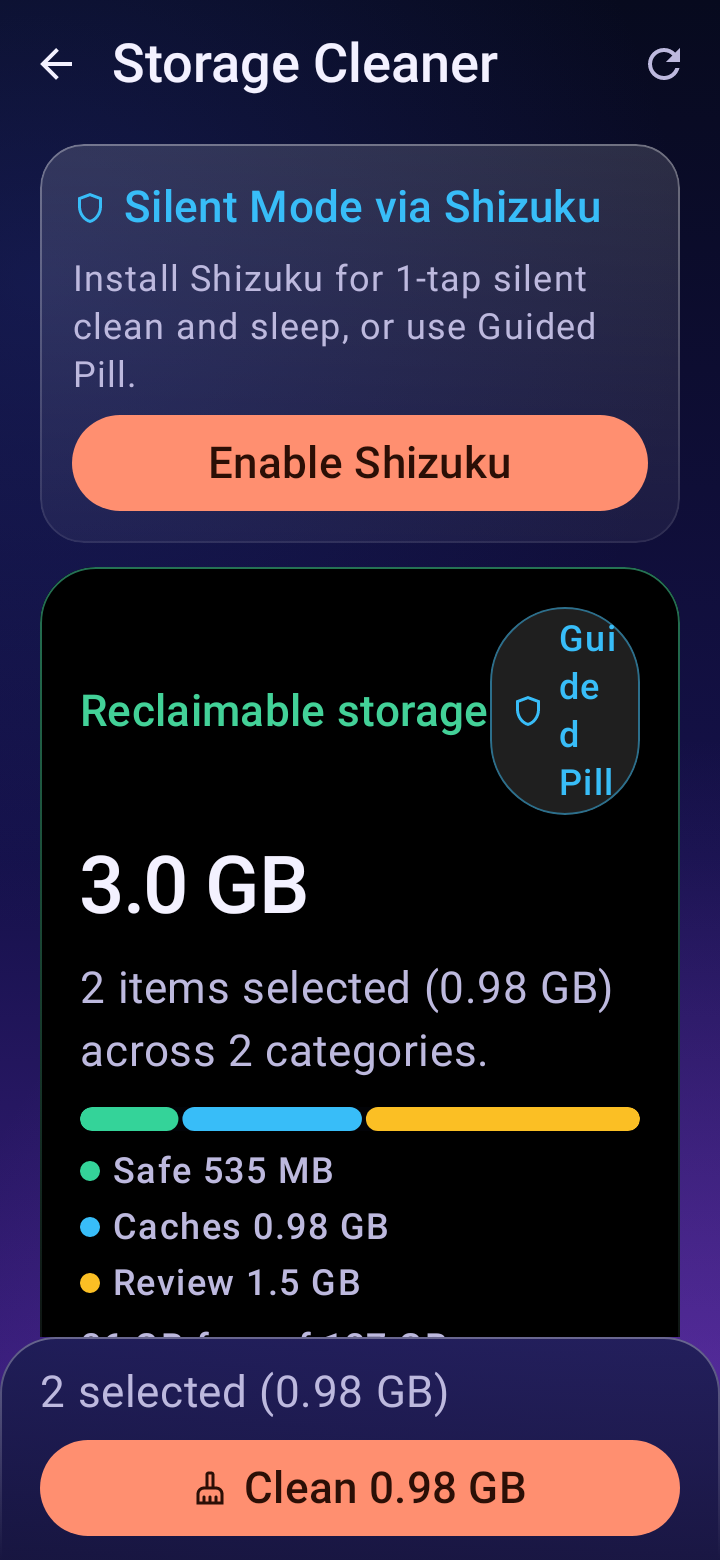 Storage Cleaner
Silent Mode via Shizuku
Install Shizuku for 1-tap silent
clean and sleep, or use Guided
Pill.
Enable Shizuku
Reclaimable storage
Gui
de
d
Pill
3.0 GB
2 items selected (0.98 GB)
across 2 categories.
Safe 535 MB
Caches 0.98 GB
Review 1.5 GB
2 selected (0.98 GB)
Clean 0.98 GB